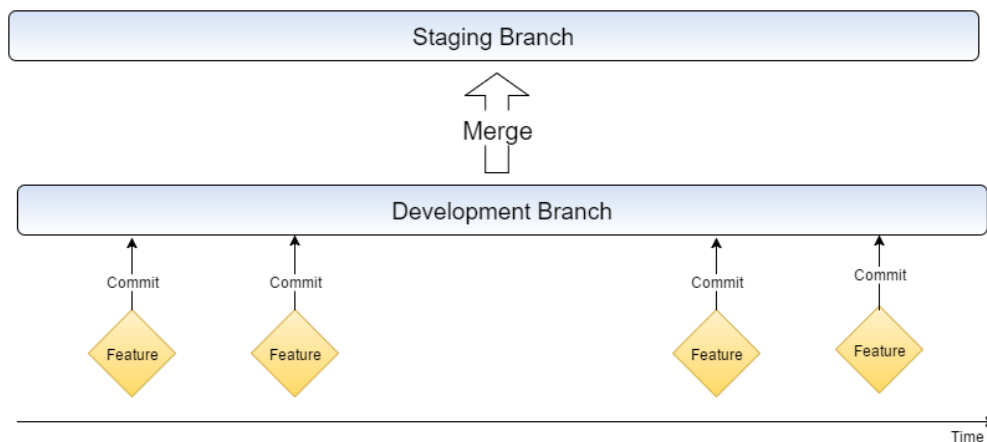 Staging Branch
Merge
Development Branch
Commit
Commit
Commit
Commit
Feature
Feature
Feature
Feature
Time